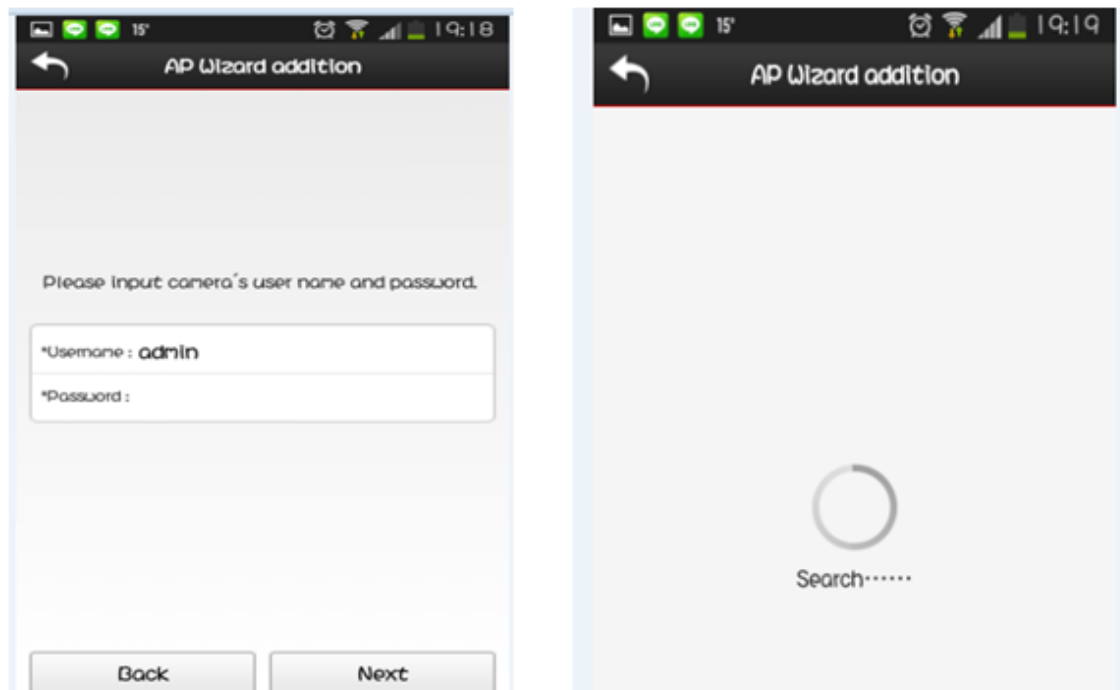 15° 19:18
AP Wizard addition
Please input camera´s user name and password.
*Username : admin
*Password :
Back Next
15° 19:19
AP Wizard addition
Search······